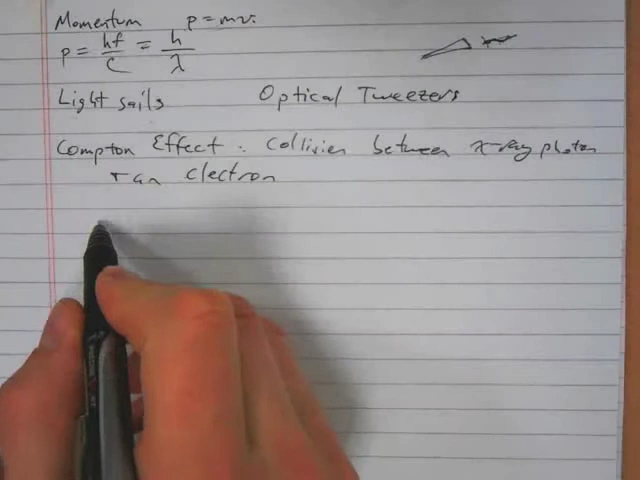 Momentum p = mv.
p = hf/c = h/λ
Light sails Optical Tweezers
Compton Effect: Collision between x-ray photon
+ an electron